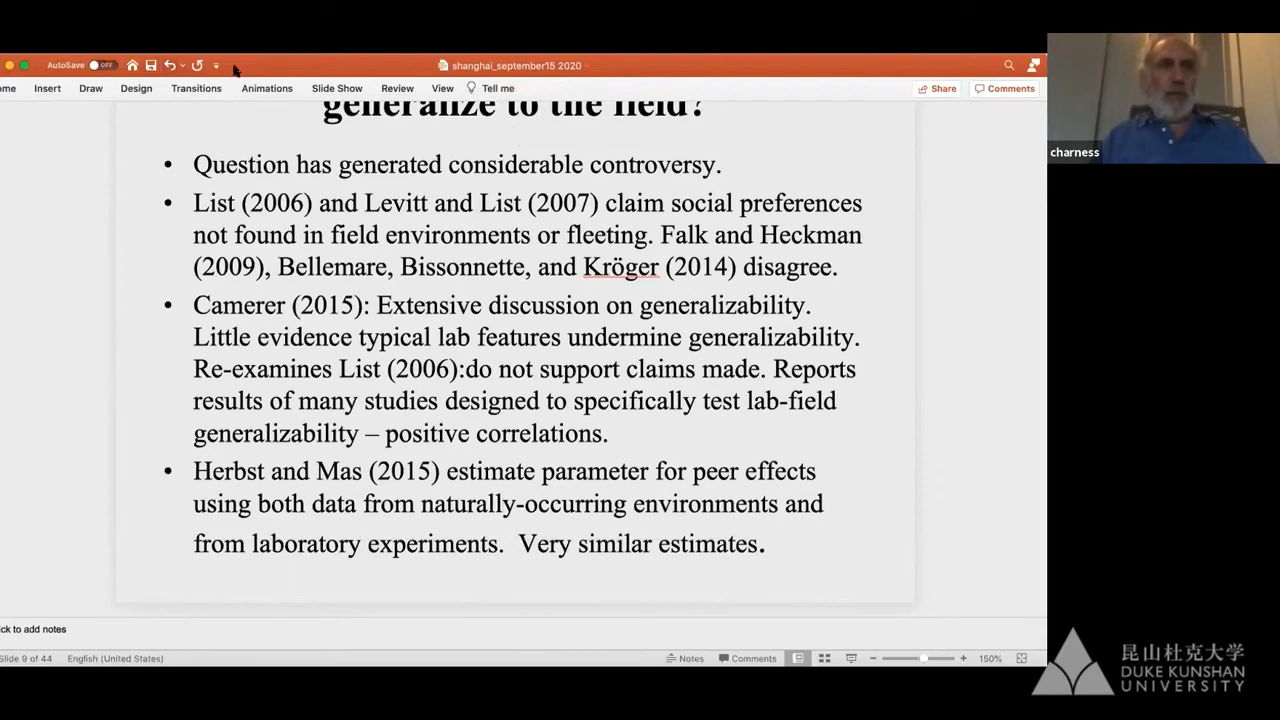 AutoSave OFF
shanghai_september15 2020
Insert Draw Design Transitions Animations Slide Show Review View Tell me Share Comments
generalize to the field?
• Question has generated considerable controversy.
• List (2006) and Levitt and List (2007) claim social preferences
not found in field environments or fleeting. Falk and Heckman
(2009), Bellemare, Bissonnette, and Kröger (2014) disagree.
• Camerer (2015): Extensive discussion on generalizability.
Little evidence typical lab features undermine generalizability.
Re-examines List (2006):do not support claims made. Reports
results of many studies designed to specifically test lab-field
generalizability – positive correlations.
• Herbst and Mas (2015) estimate parameter for peer effects
using both data from naturally-occurring environments and
from laboratory experiments.  Very similar estimates.
ick to add notes
Slide 9 of 44 English (United States) Notes Comments 150%
charness
昆山杜克大学
DUKE KUNSHAN
UNIVERSITY